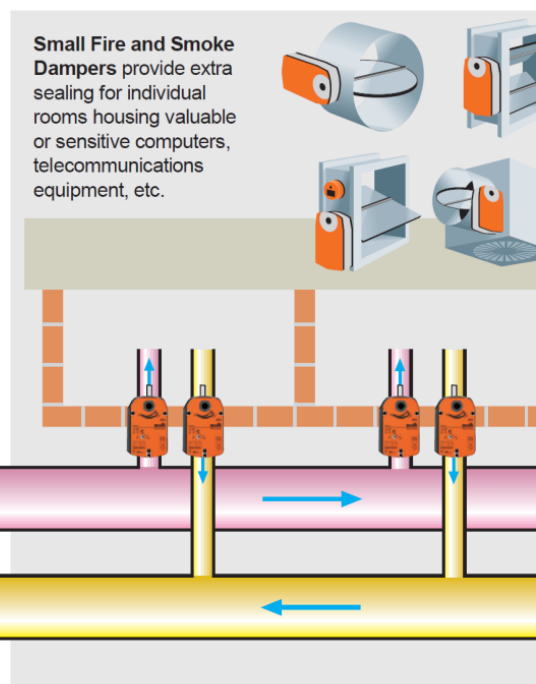 Small Fire and Smoke
Dampers provide extra
sealing for individual
rooms housing valuable
or sensitive computers,
telecommunications
equipment, etc.